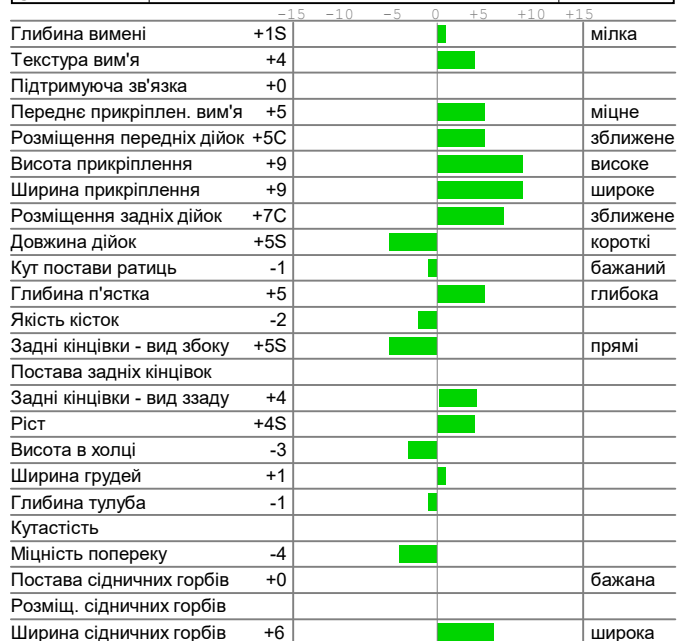 -15 -10 -5 0 +5 +10 +15
Глибина вимені +1S мілка
Текстура вим'я +4
Підтримуюча зв'язка +0
Переднє прикріплен. вим'я +5 міцне
Розміщення передніх дійок +5C зближене
Висота прикріплення +9 високе
Ширина прикріплення +9 широке
Розміщення задніх дійок +7C зближене
Довжина дійок +5S короткі
Кут постави ратиць -1 бажаний
Глибина п'ястка +5 глибока
Якість кісток -2
Задні кінцівки - вид збоку +5S прямі
Постава задніх кінцівок
Задні кінцівки - вид ззаду +4
Ріст +4S
Висота в холці -3
Ширина грудей +1
Глибина тулуба -1
Кутастість
Міцність попереку -4
Постава сідничних горбів +0 бажана
Розміщ. сідничних горбів
Ширина сідничних горбів +6 широка